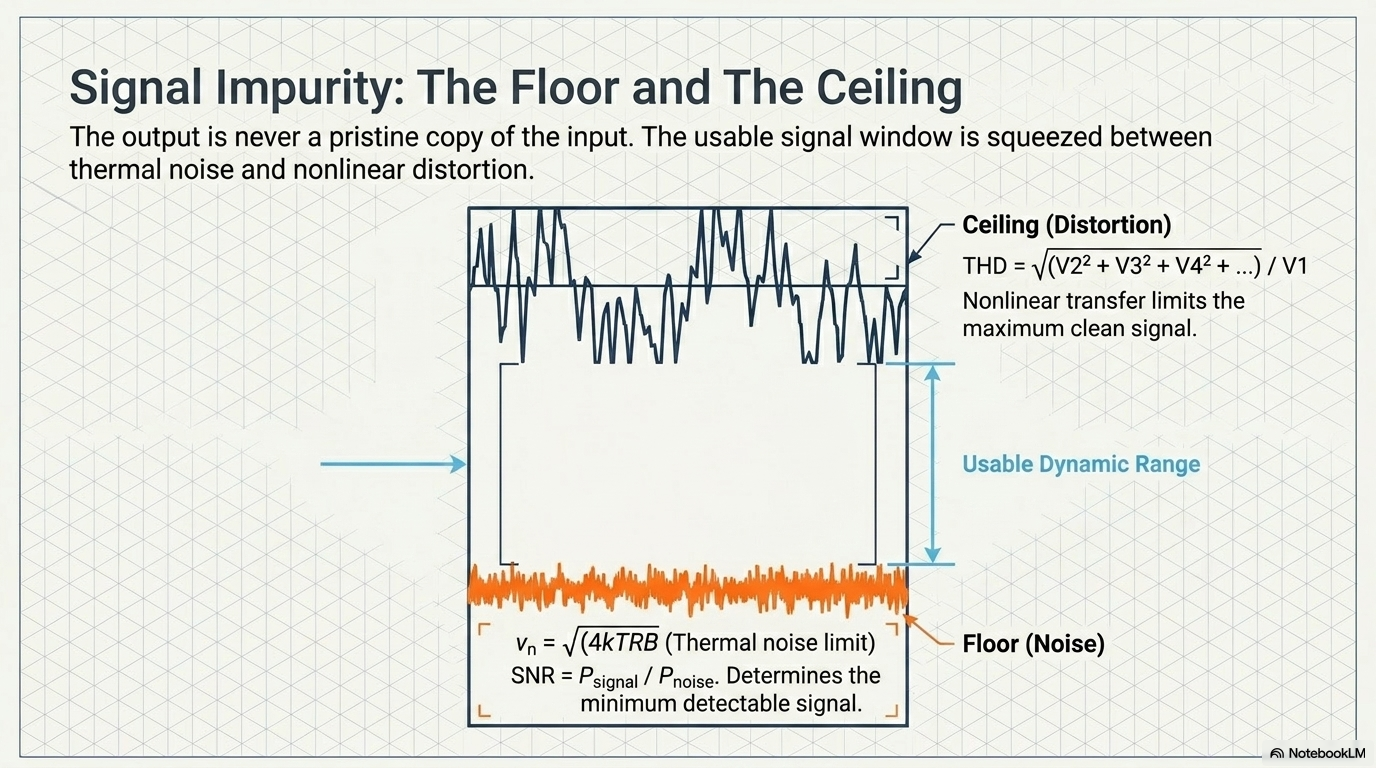 Signal Impurity: The Floor and The Ceiling
The output is never a pristine copy of the input. The usable signal window is squeezed between
thermal noise and nonlinear distortion.
Ceiling (Distortion)
THD = √(V2² + V3² + V4² + ...) / V1
Nonlinear transfer limits the
maximum clean signal.
Usable Dynamic Range
Floor (Noise)
vₙ = √(4kTRB (Thermal noise limit)
SNR = P_signal / P_noise. Determines the
minimum detectable signal.
NotebookLM